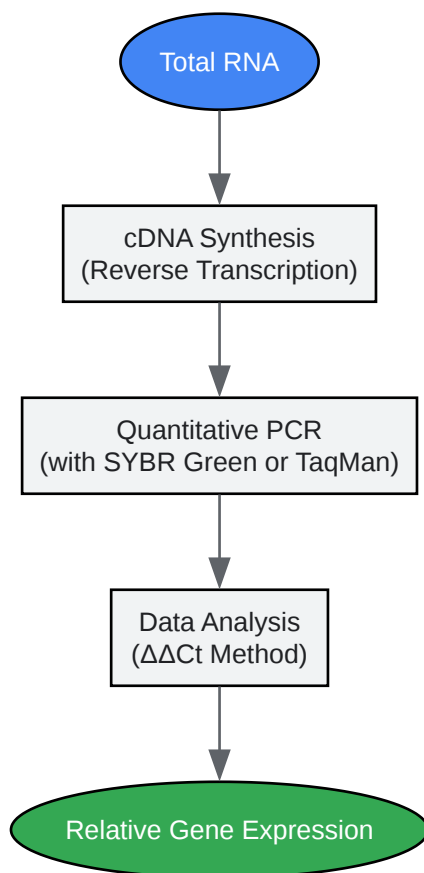 Total RNA
cDNA Synthesis
(Reverse Transcription)
Quantitative PCR
(with SYBR Green or TaqMan)
Data Analysis
(ΔΔCt Method)
Relative Gene Expression